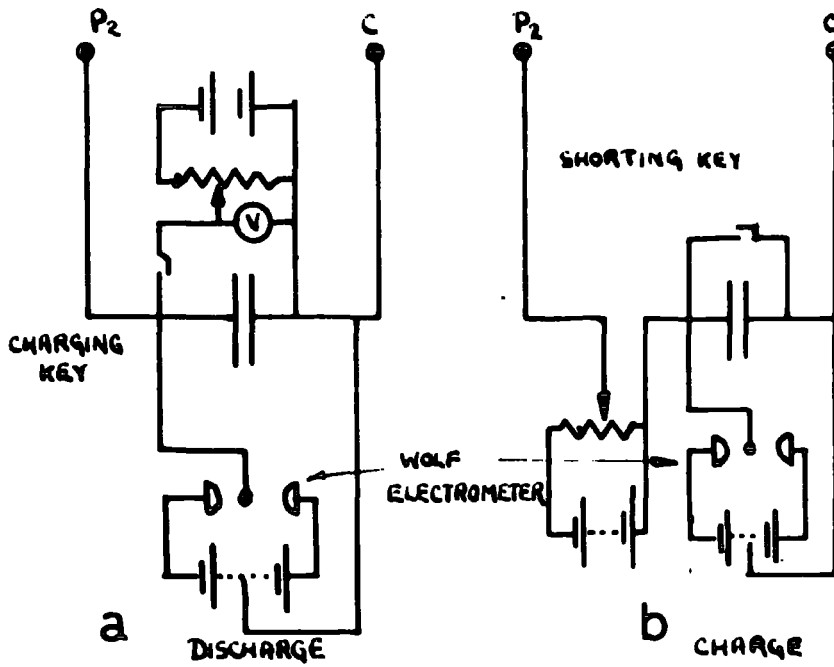 P2
C
V
CHARGING
KEY
a
DISCHARGE
P2
C
SHORTING KEY
WOLF
ELECTROMETER
b
CHARGE